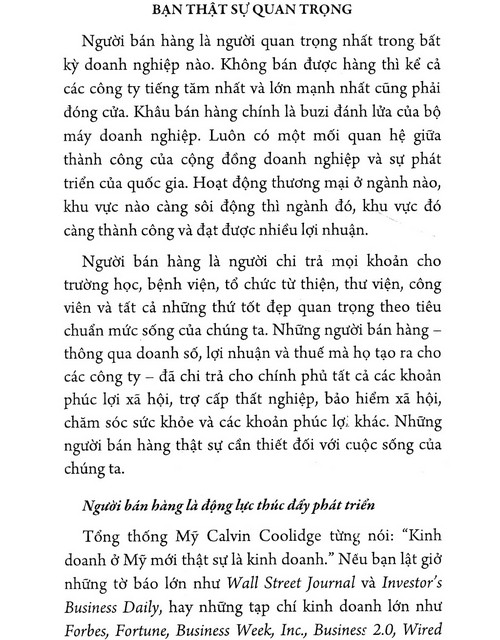 BẠN THẬT SỰ QUAN TRỌNG
Người bán hàng là người quan trọng nhất trong bất
kỳ doanh nghiệp nào. Không bán được hàng thì kể cả
các công ty tiếng tăm nhất và lớn mạnh nhất cũng phải
đóng cửa. Khâu bán hàng chính là buzi đánh lửa của bộ
máy doanh nghiệp. Luôn có một mối quan hệ giữa
thành công của cộng đồng doanh nghiệp và sự phát
triển của quốc gia. Hoạt động thương mại ở ngành nào,
khu vực nào càng sôi động thì ngành đó, khu vực đó
càng thành công và đạt được nhiều lợi nhuận.
Người bán hàng là người chi trả mọi khoản cho
trường học, bệnh viện, tổ chức từ thiện, thư viện, công
viên và tất cả những thứ tốt đẹp quan trọng theo tiêu
chuẩn mức sống của chúng ta. Những người bán hàng –
thông qua doanh số, lợi nhuận và thuế mà họ tạo ra cho
các công ty – đã chi trả cho chính phủ tất cả các khoản
phúc lợi xã hội, trợ cấp thất nghiệp, bảo hiểm xã hội,
chăm sóc sức khỏe và các khoản phúc lợi khác. Những
người bán hàng thật sự cần thiết đối với cuộc sống của
chúng ta.
Người bán hàng là động lực thúc đẩy phát triển
Tổng thống Mỹ Calvin Coolidge từng nói: “Kinh
doanh ở Mỹ mới thật sự là kinh doanh.” Nếu bạn lật giở
những tờ báo lớn như Wall Street Journal và Investor’s
Business Daily, hay những tạp chí kinh doanh lớn như
Forbes, Fortune, Business Week, Inc., Business 2.0, Wired